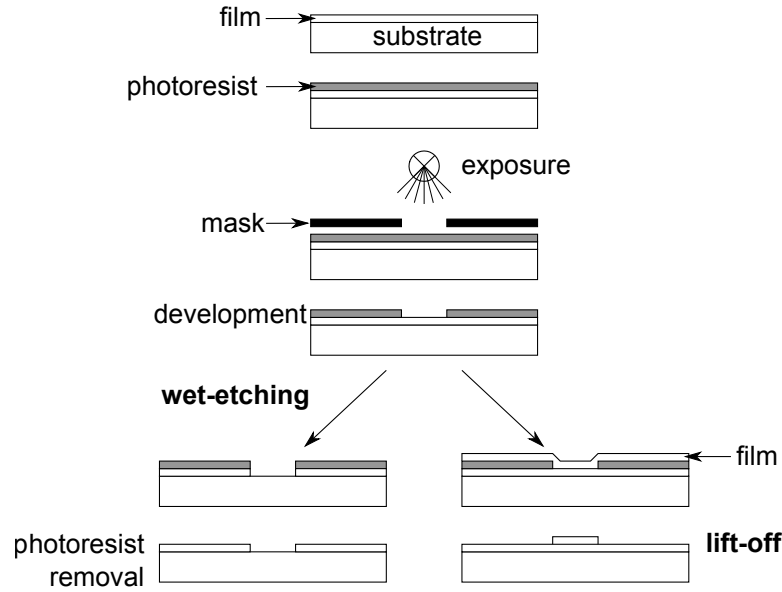 film
substrate
photoresist
exposure
mask
development
wet-etching
film
photoresist
removal
lift-off